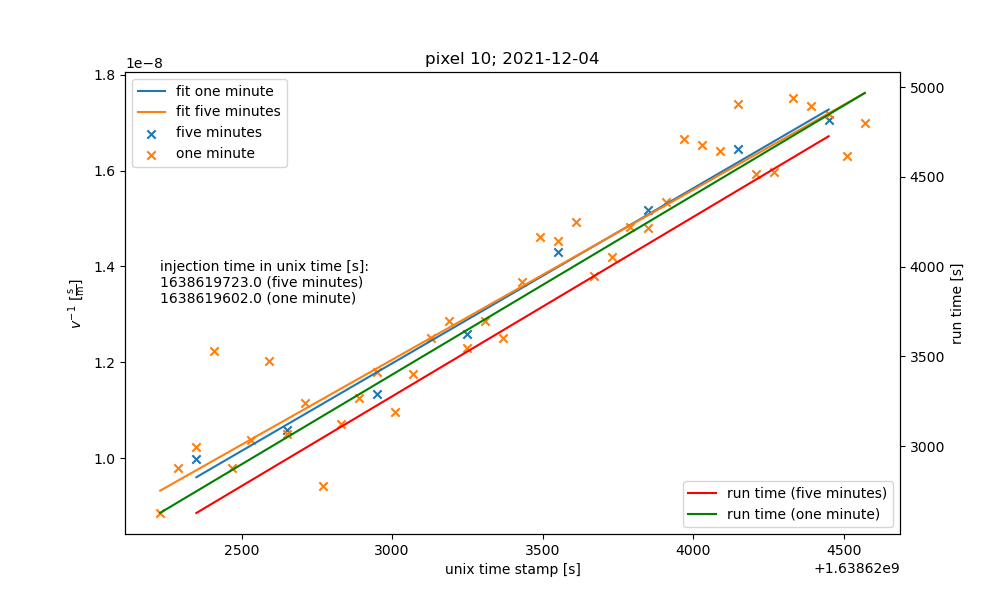 pixel 10; 2021-12-04
1e−8
1.8
1.6
1.4
1.2
1.0
v⁻¹ [s/m]
fit one minute
fit five minutes
five minutes
one minute
injection time in unix time [s]:
1638619723.0 (five minutes)
1638619602.0 (one minute)
5000
4500
4000
3500
3000
run time [s]
run time (five minutes)
run time (one minute)
2500 3000 3500 4000 4500
unix time stamp [s]
+1.63862e9